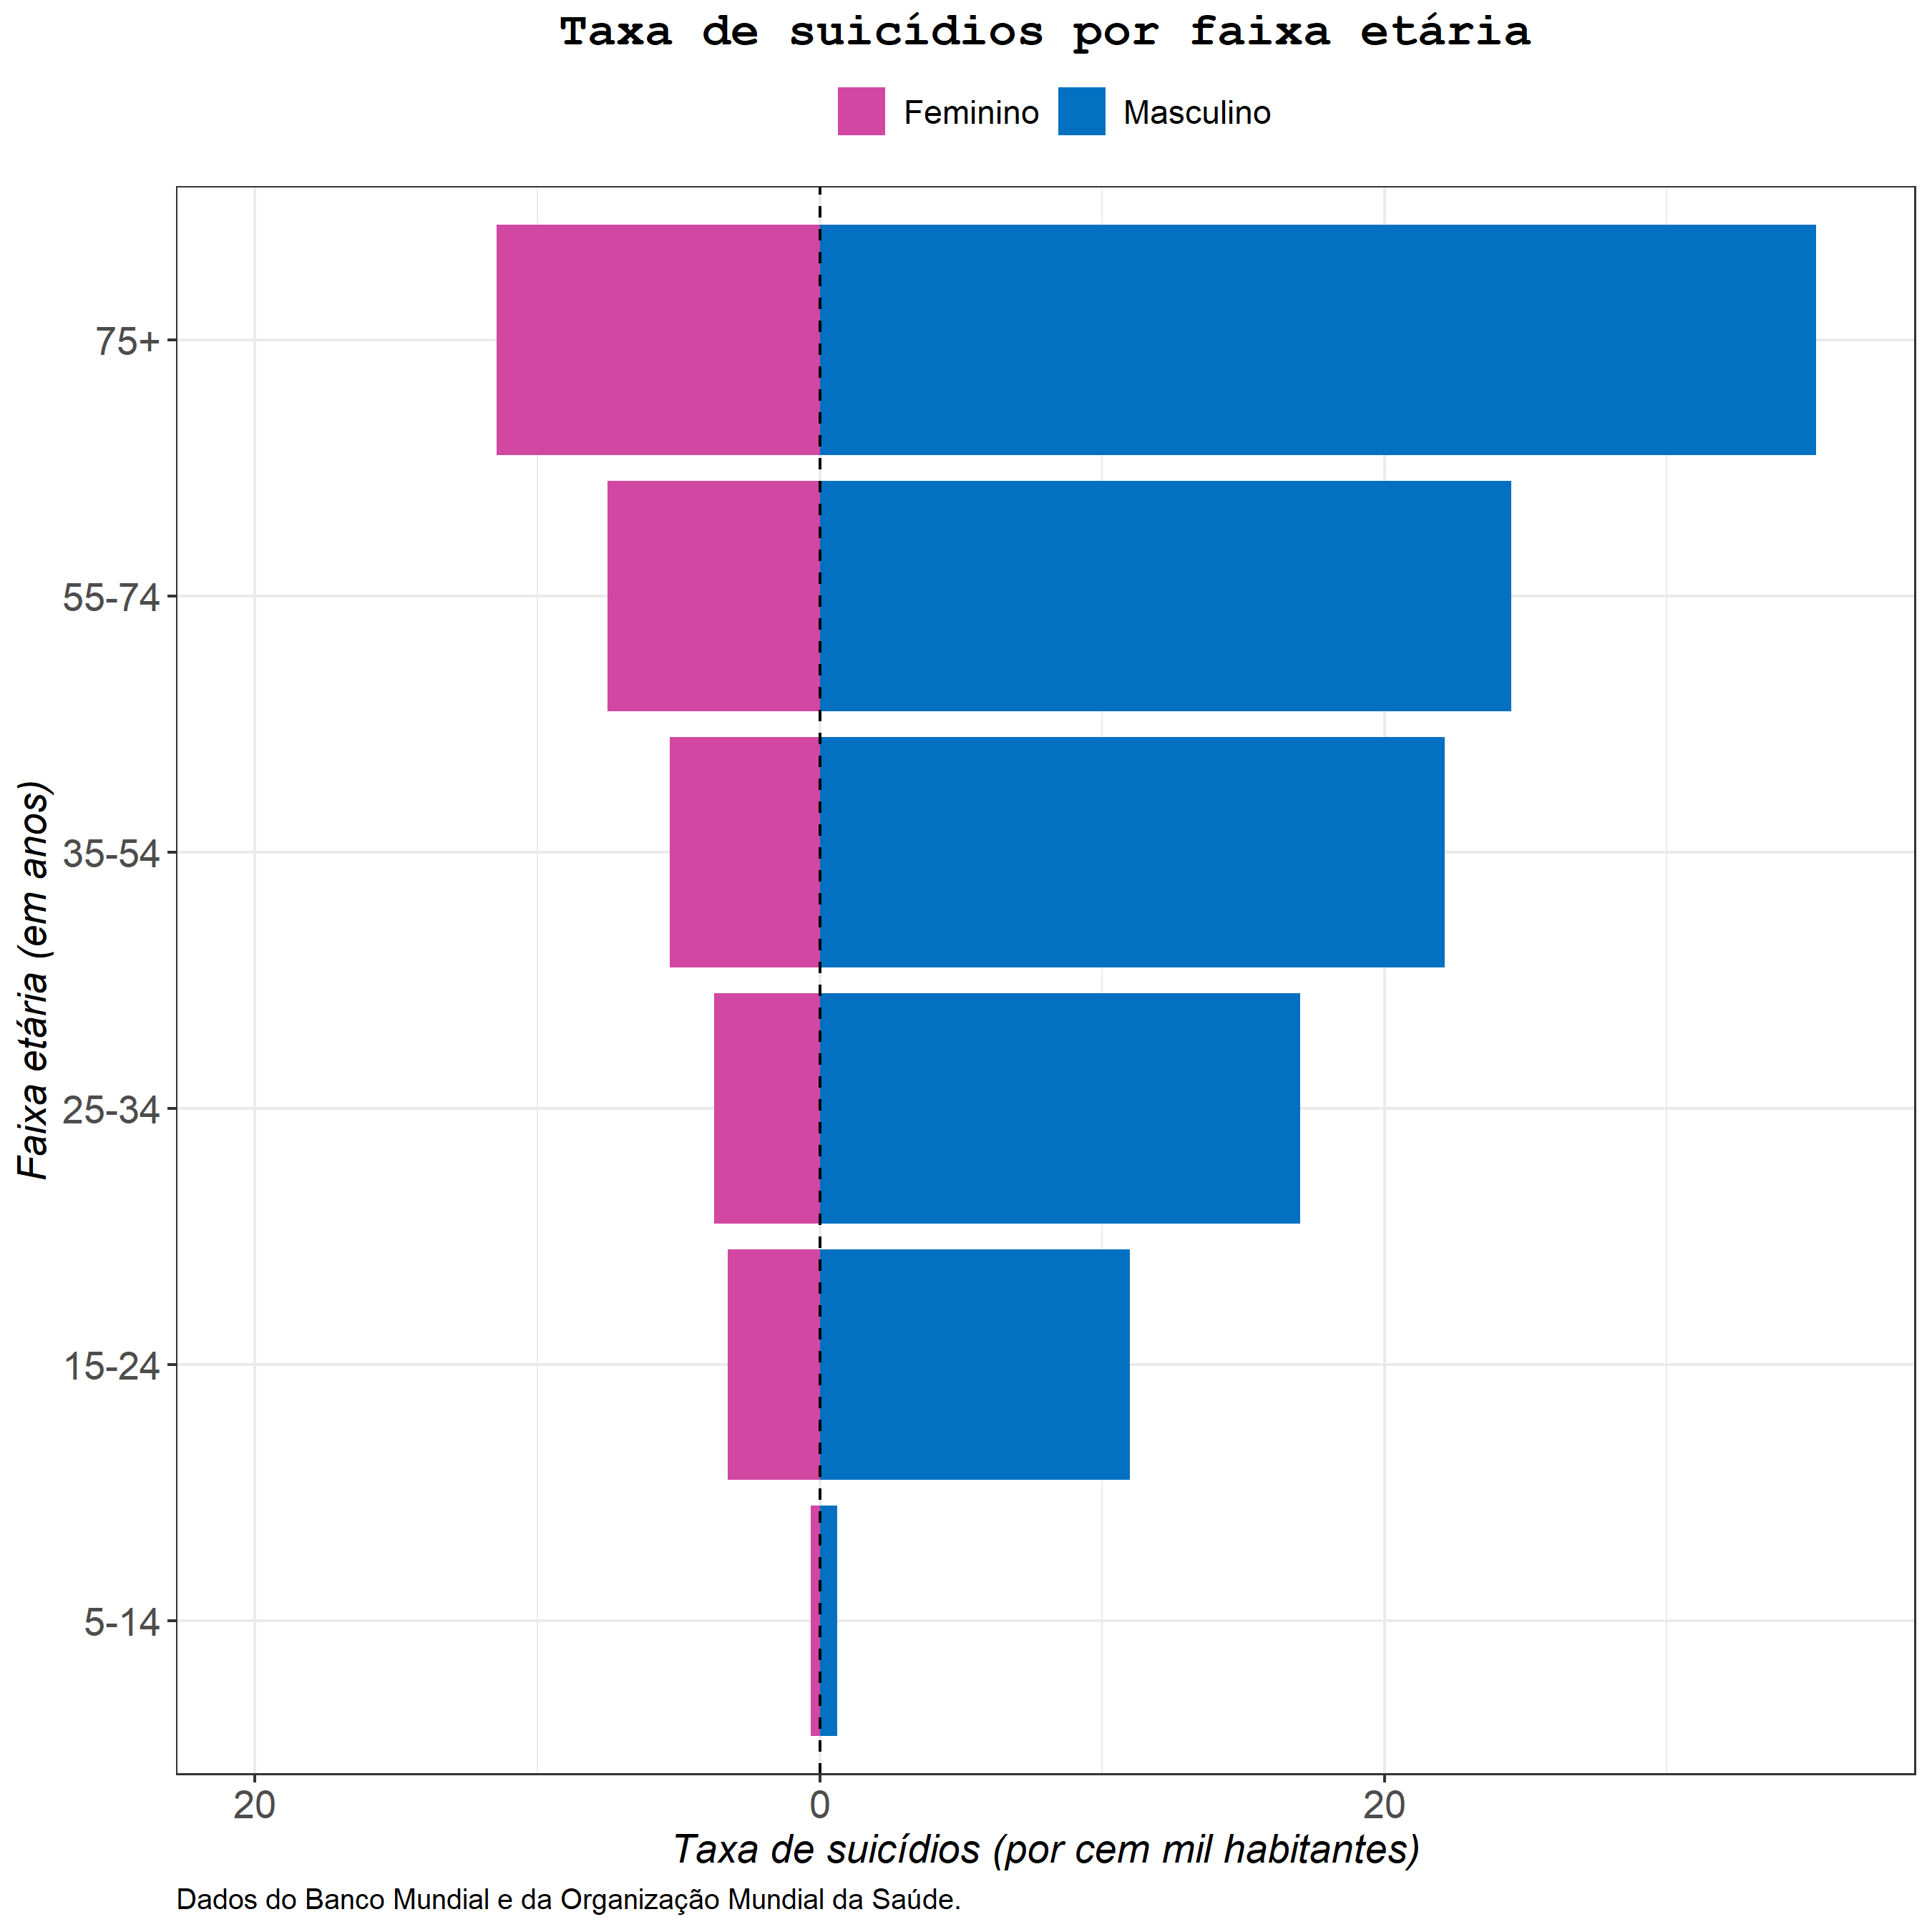 Taxa de suicídios por faixa etária
Feminino Masculino
Faixa etária (em anos)
75+
55-74
35-54
25-34
15-24
5-14
20 0 20
Taxa de suicídios (por cem mil habitantes)
Dados do Banco Mundial e da Organização Mundial da Saúde.